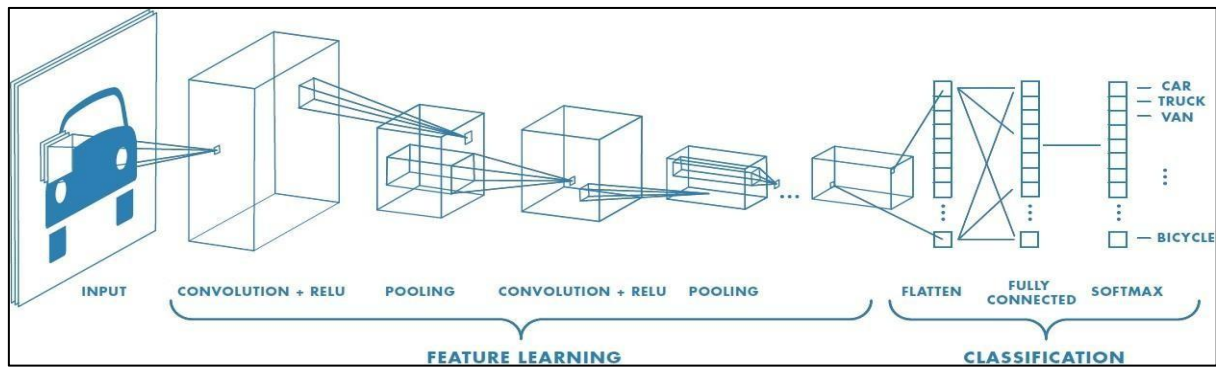 CAR
TRUCK
VAN
BICYCLE
INPUT
CONVOLUTION + RELU
POOLING
CONVOLUTION + RELU
POOLING
FLATTEN
FULLY
CONNECTED
SOFTMAX
FEATURE LEARNING
CLASSIFICATION